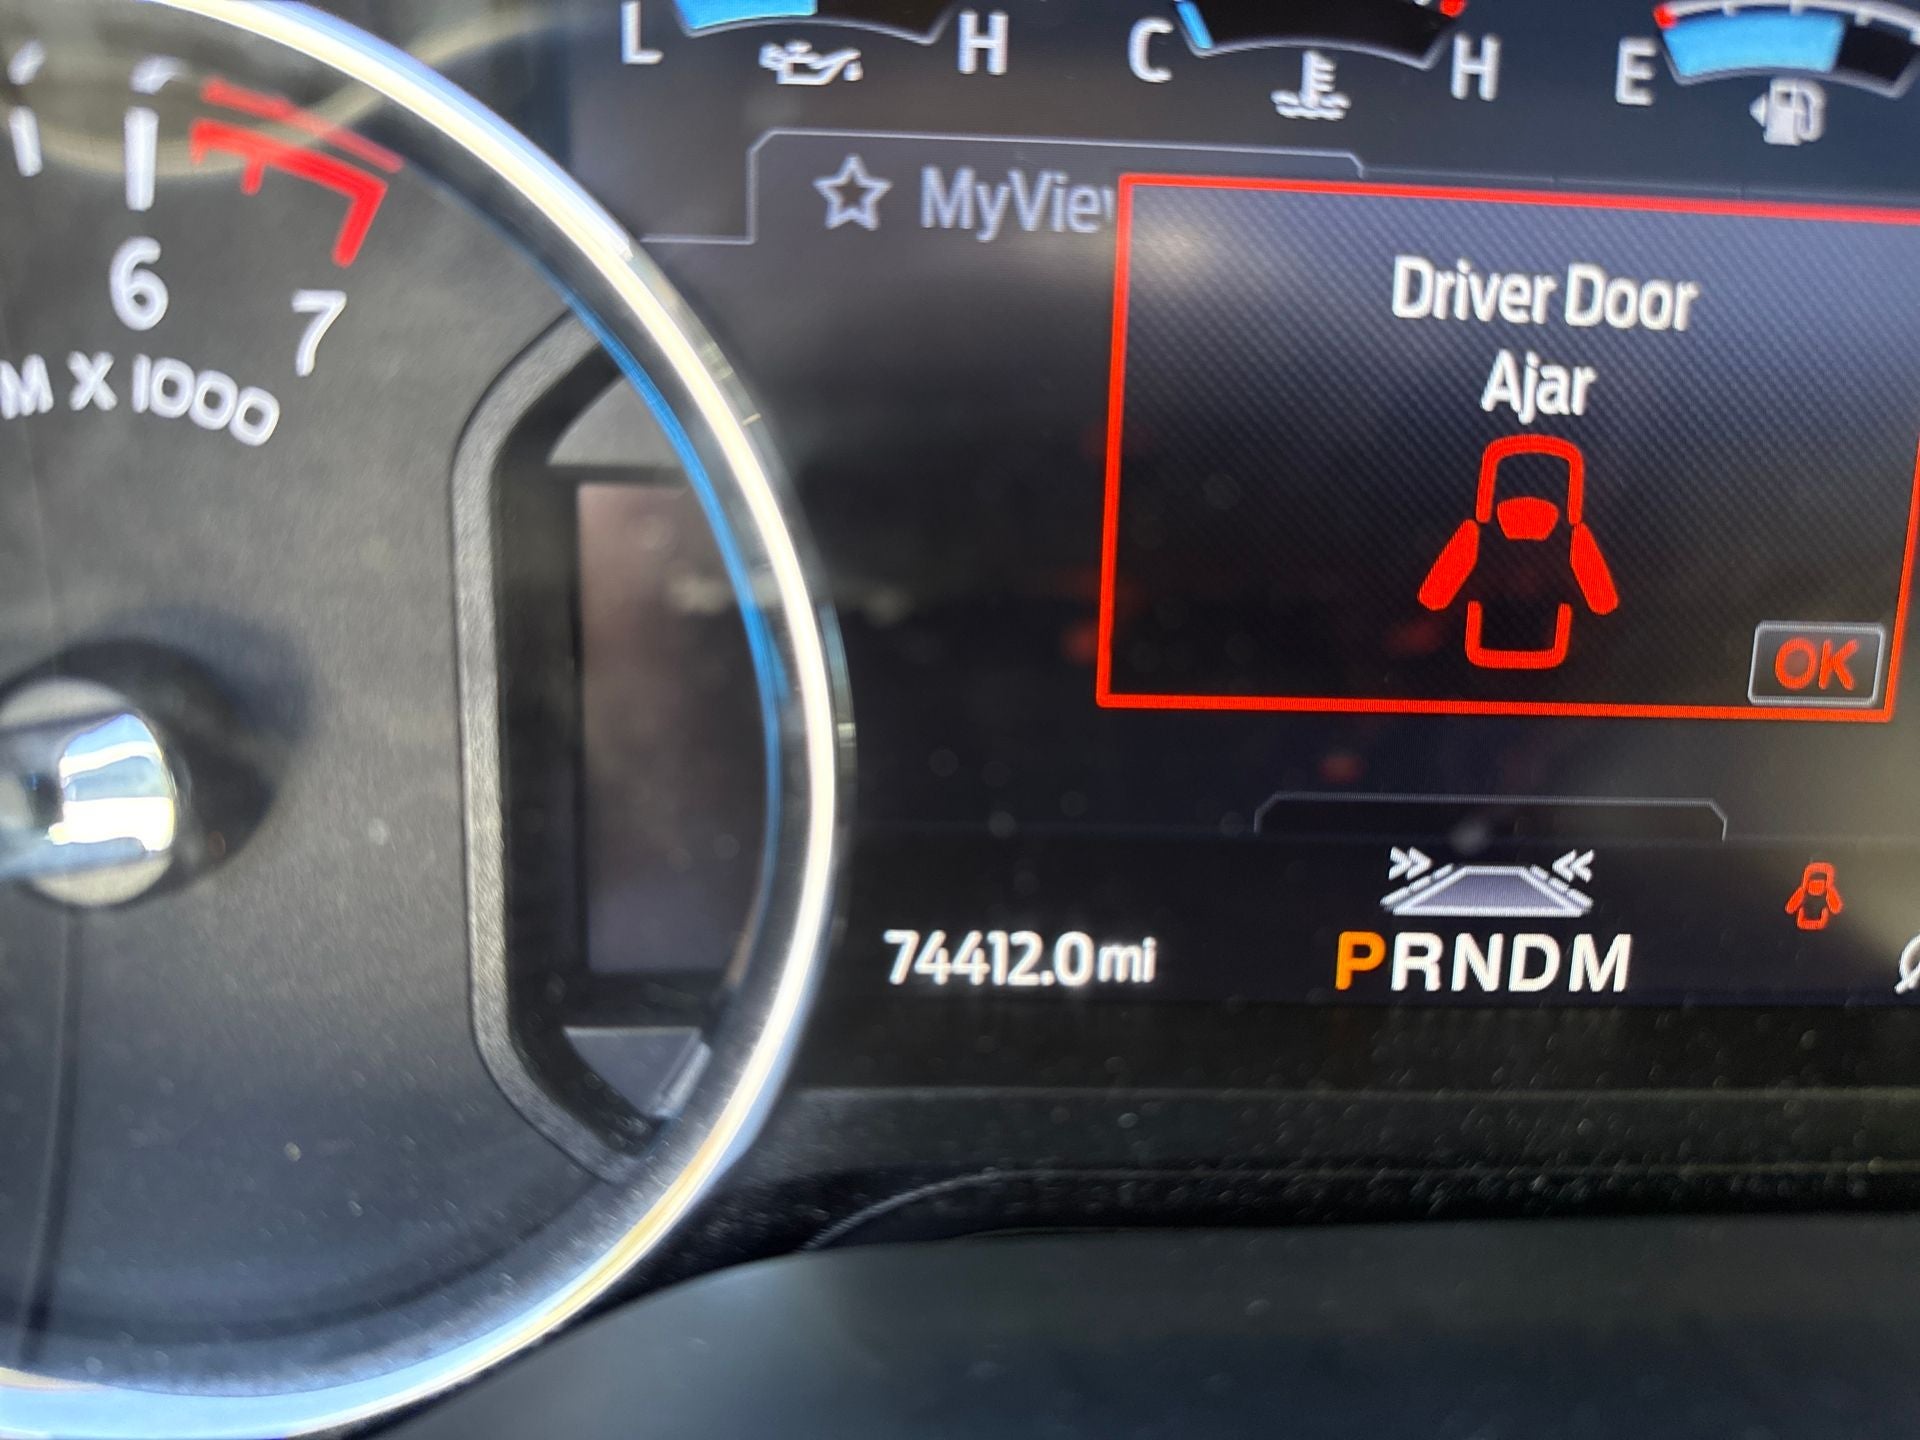 L H
C H
E
MyVie
Driver Door
Ajar
OK
6
7
M X 1000
74412.0mi
PRNDM